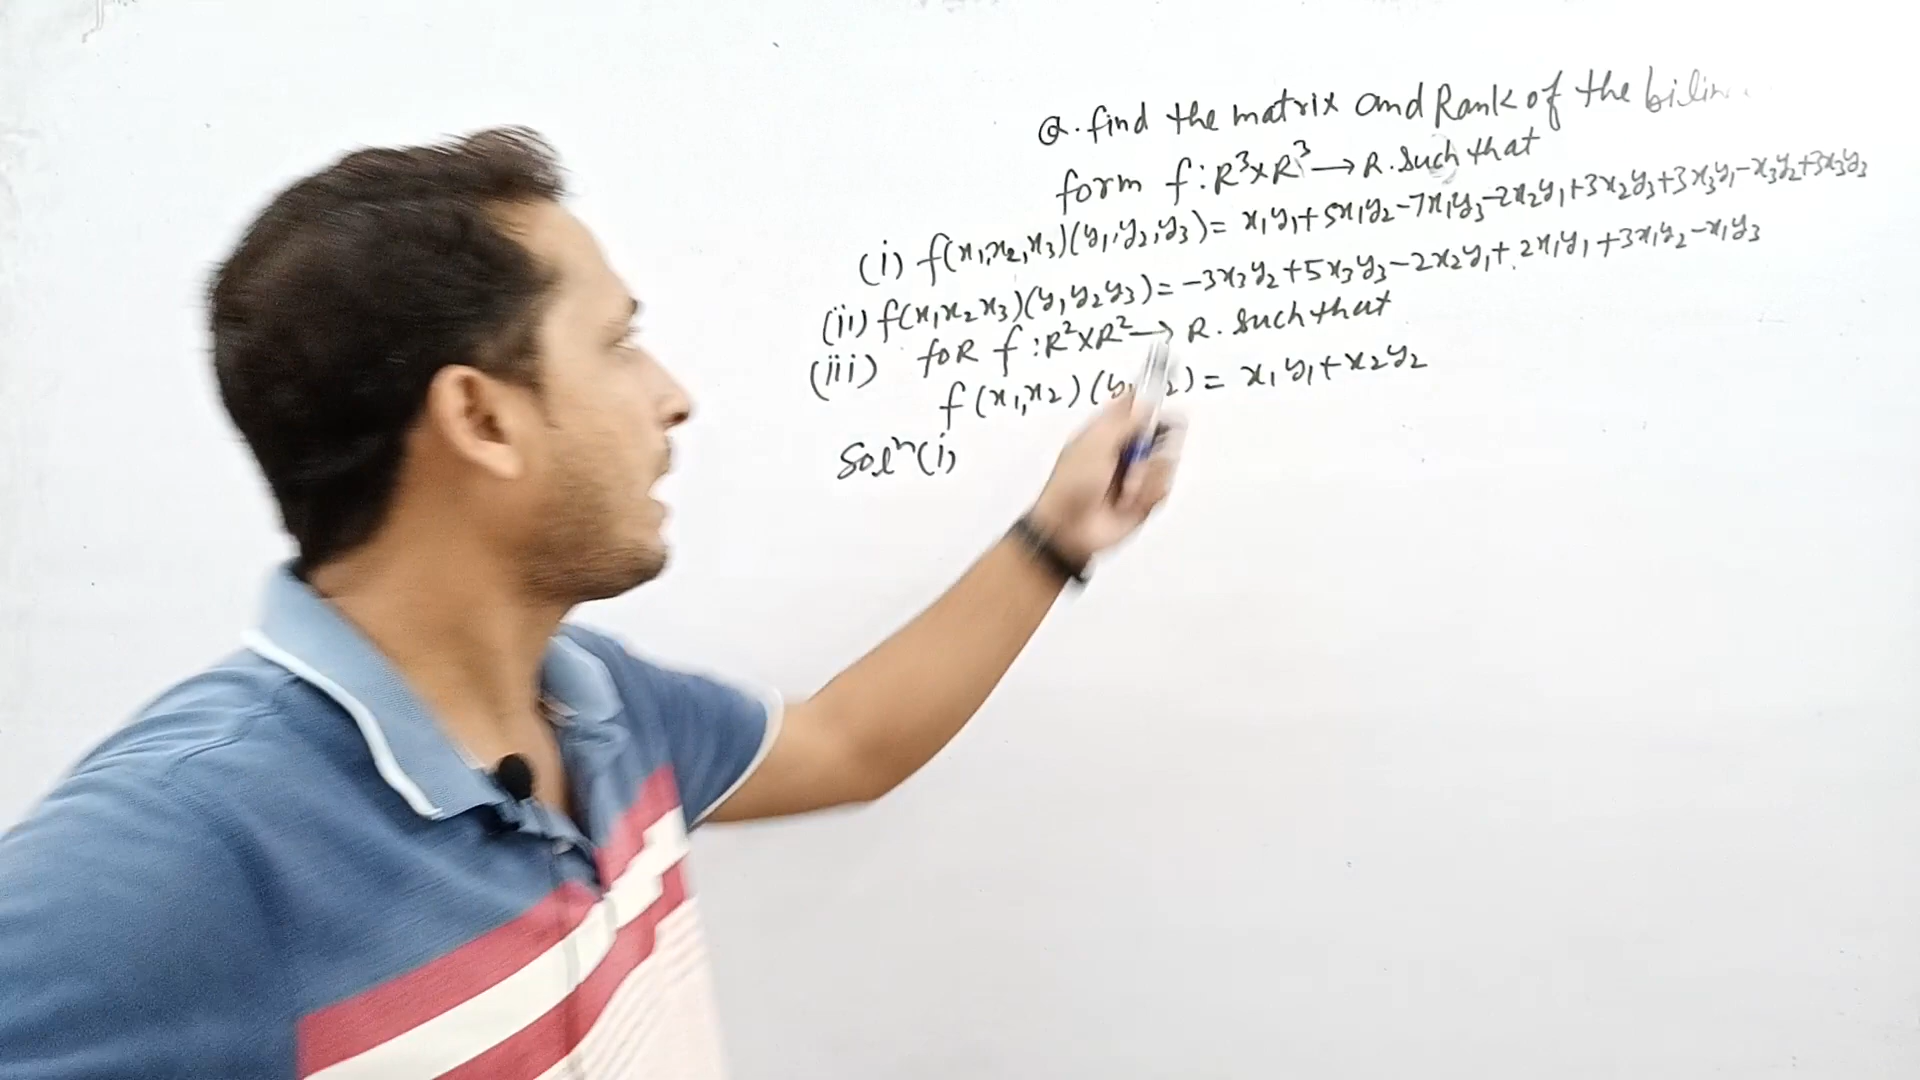 Q. find the matrix and Rank of the bilin
form f : R³×R³ → R. Such that
(i) f(x₁,x₂,x₃)(y₁,y₂,y₃) = x₁y₁+5x₁y₂-7x₁y₃-2x₂y₁+3x₂y₃+3x₃y₁-x₃y₂+3x₃y₃
(ii) f(x₁x₂x₃)(y₁y₂y₃) = -3x₃y₂+5x₃y₃-2x₂y₁+2x₁y₁+3x₁y₂-x₁y₃
(iii) foR f : R²×R² → R. Such that
f(x₁,x₂)(y₁ ₂) = x₁y₁+x₂y₂
Solⁿ(i)